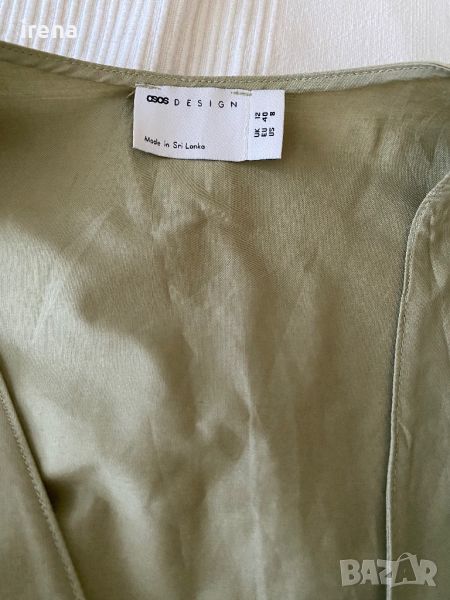 irena
asos DESIGN
UK 12
EU 40
US 8
Made in Sri Lanka
BAZAR